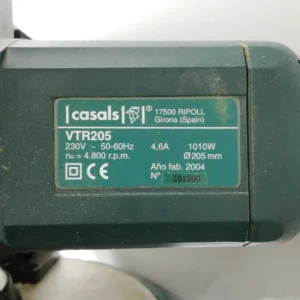 casals ®
17500 RIPOLL
Girona (Spain)
VTR205
230V ~ 50-60Hz 4,6A 1010W
n₀ = 4.800 r.p.m. Ø 205 mm
Año fab. 2004
CE Nº 391590